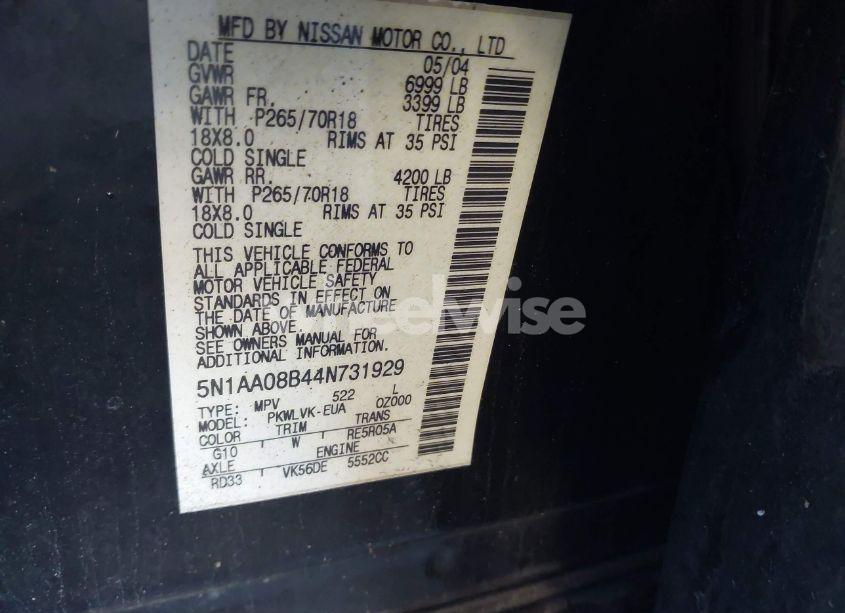 MFD BY NISSAN MOTOR CO., LTD
DATE 05/04
GVWR 6999 LB
GAWR FR. 3399 LB
WITH P265/70R18 TIRES
18X8.0 RIMS AT 35 PSI
COLD SINGLE
GAWR RR. 4200 LB
WITH P265/70R18 TIRES
18X8.0 RIMS AT 35 PSI
COLD SINGLE
THIS VEHICLE CONFORMS TO
ALL APPLICABLE FEDERAL
MOTOR VEHICLE SAFETY
STANDARDS IN EFFECT ON
THE DATE OF MANUFACTURE
SHOWN ABOVE.
SEE OWNERS MANUAL FOR
ADDITIONAL INFORMATION.
5N1AA08B44N731929
TYPE: MPV 522 L
MODEL: PKWLVK-EUA 0Z000
COLOR TRIM TRANS
G10 W RE5R05A
AXLE ENGINE
RD33 VK56DE 5552CC